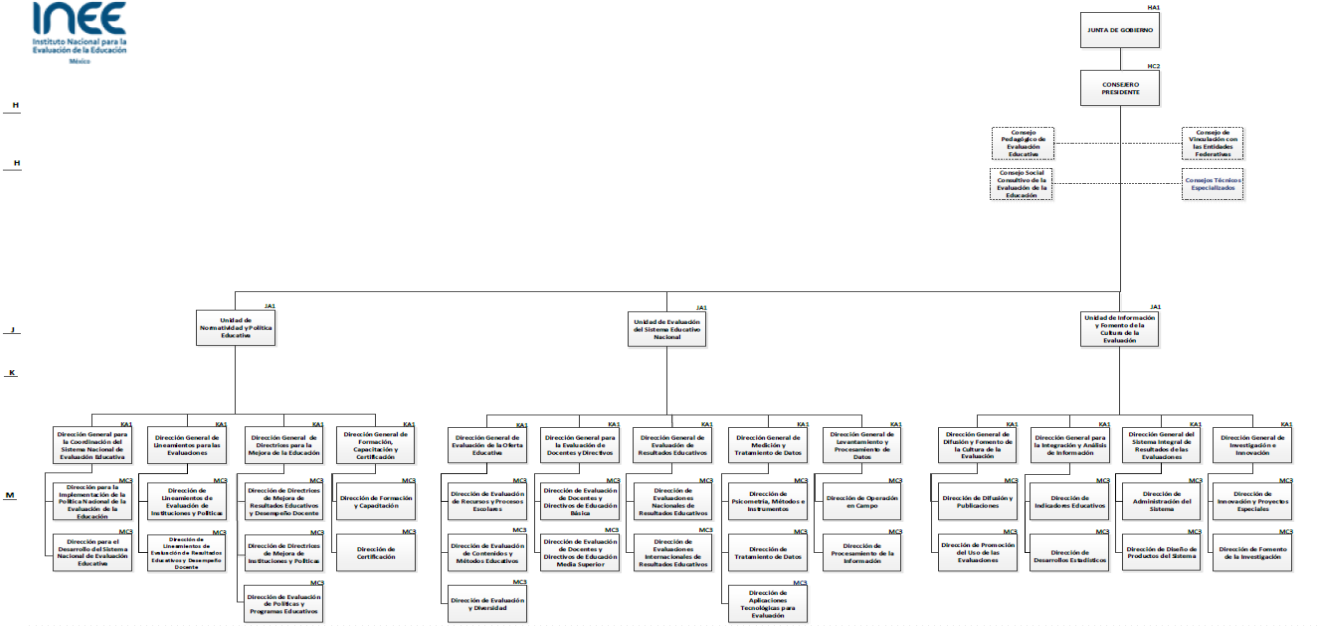 INEE
Instituto Nacional para la
Evaluación de la Educación
México
HA1
JUNTA DE GOBIERNO
HC2
CONSEJERO
PRESIDENTE
H
H
J
K
M
Consejo
Pedagógico de
Evaluación
Educativa
Consejo de
Vinculación con
las Entidades
Federativas
Consejo Social
Consultivo de la
Evaluación de la
Educación
Consejos Técnicos
Especializados
JA1
Unidad de
Normatividad y Política
Educativa
JA1
Unidad de Evaluación
del Sistema Educativo
Nacional
JA1
Unidad de Información
y Fomento de la
Cultura de la
Evaluación
KA1
Dirección General para
la Coordinación del
Sistema Nacional de
Evaluación Educativa
KA1
Dirección General de
Lineamientos para las
Evaluaciones
KA1
Dirección General de
Directrices para la
Mejora de la Educación
KA1
Dirección General de
Formación,
Capacitación y
Certificación
KA1
Dirección General de
Evaluación de la Oferta
Educativa
KA1
Dirección General para
la Evaluación de
Docentes y Directivos
KA1
Dirección General de
Evaluación de
Resultados Educativos
KA1
Dirección General de
Medición y
Tratamiento de Datos
KA1
Dirección General de
Levantamiento y
Procesamiento de
Datos
KA1
Dirección General de
Difusión y Fomento de
la Cultura de la
Evaluación
KA1
Dirección General para
la Integración y Análisis
de Información
KA1
Dirección General del
Sistema Integral de
Resultados de las
Evaluaciones
KA1
Dirección General de
Investigación e
Innovación
MC3
Dirección para la
Implementación de la
Política Nacional de la
Evaluación de la
Educación
MC3
Dirección de
Lineamientos de
Evaluación de
Instituciones y Políticas
MC3
Dirección de Directrices
de Mejora de
Resultados Educativos
y Desempeño Docente
MC3
Dirección de Formación
y Capacitación
MC3
Dirección de Evaluación
de Recursos y Procesos
Escolares
MC3
Dirección de Evaluación
de Docentes y
Directivos de Educación
Básica
MC3
Dirección de
Evaluaciones
Nacionales de
Resultados Educativos
MC3
Dirección de
Psicometría, Métodos e
Instrumentos
MC3
Dirección de Operación
en Campo
MC3
Dirección de Difusión y
Publicaciones
MC3
Dirección de
Indicadores Educativos
MC3
Dirección de
Administración del
Sistema
MC3
Dirección de
Innovación y Proyectos
Especiales
MC3
Dirección para el
Desarrollo del Sistema
Nacional de Evaluación
Educativa
MC3
Dirección de
Lineamientos de
Evaluación de Resultados
Educativos y Desempeño
Docente
MC3
Dirección de Directrices
de Mejora de
Instituciones y Políticas
MC3
Dirección de
Certificación
MC3
Dirección de Evaluación
de Contenidos y
Métodos Educativos
MC3
Dirección de Evaluación
de Docentes y
Directivos de Educación
Media Superior
MC3
Dirección de
Evaluaciones
Internacionales de
Resultados Educativos
MC3
Dirección de
Tratamiento de Datos
MC3
Dirección de
Procesamiento de la
Información
MC3
Dirección de Promoción
del Uso de las
Evaluaciones
MC3
Dirección de
Desarrollos Estadísticos
MC3
Dirección de Diseño de
Productos del Sistema
MC3
Dirección de Fomento
de la Investigación
MC3
Dirección de Evaluación
de Políticas y
Programas Educativos
MC3
Dirección de Evaluación
y Diversidad
MC3
Dirección de
Aplicaciones
Tecnológicas para
Evaluación